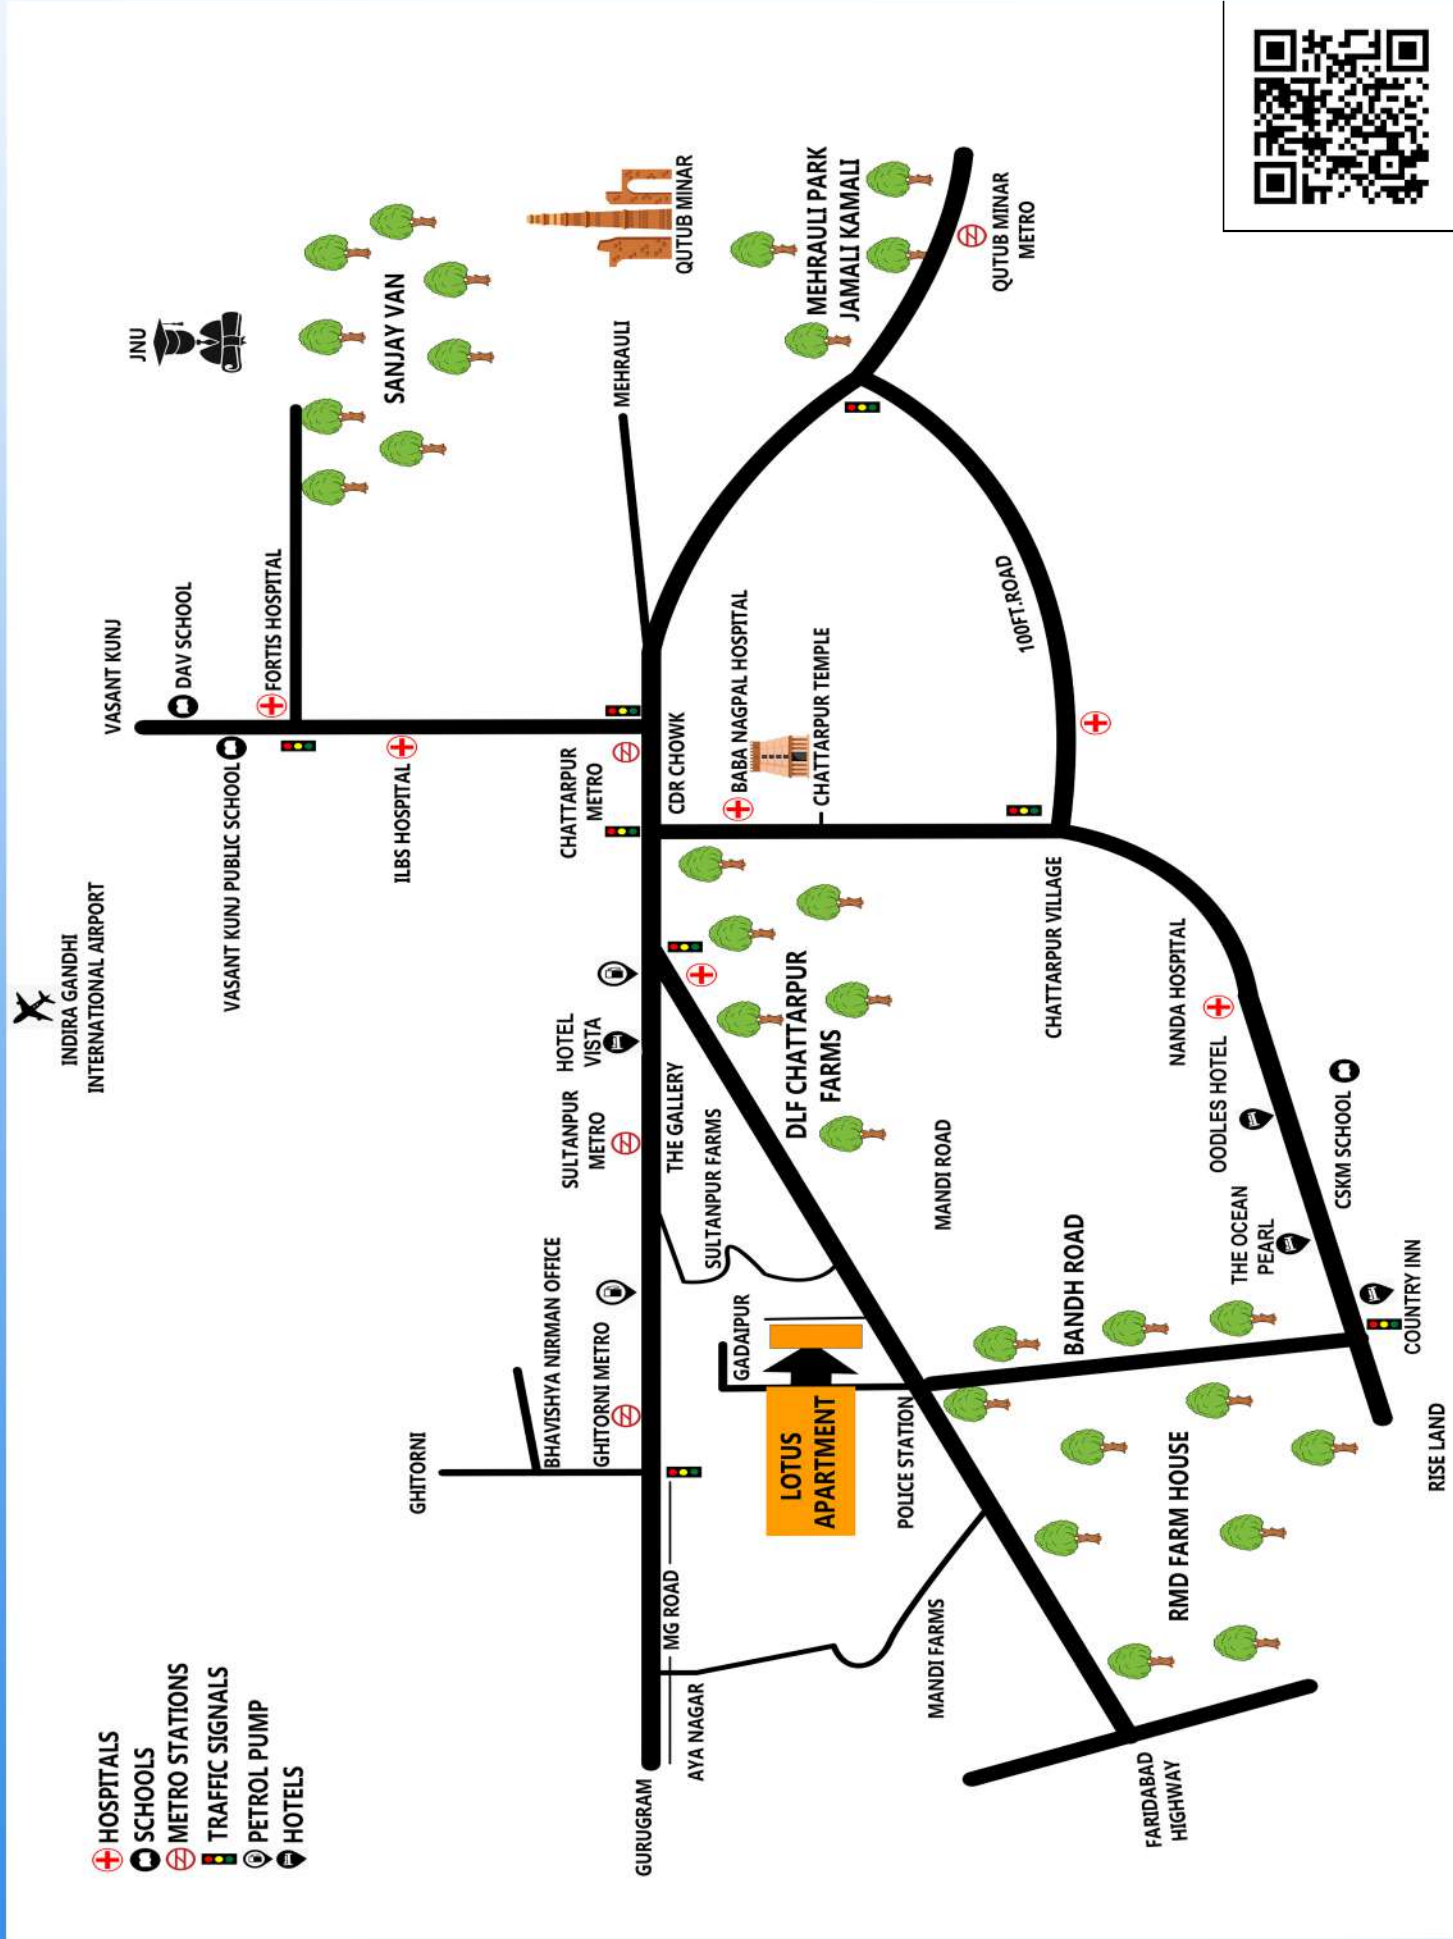 HOSPITALS
SCHOOLS
METRO STATIONS
TRAFFIC SIGNALS
PETROL PUMP
HOTELS
INDIRA GANDHI
INTERNATIONAL AIRPORT
VASANT KUNJ
DAV SCHOOL
VASANT KUNJ PUBLIC SCHOOL
FORTIS HOSPITAL
ILBS HOSPITAL
JNU
SANJAY VAN
GHITORNI
BHAVISHYA NIRMAN OFFICE
GHITORNI METRO
SULTANPUR
METRO
HOTEL
VISTA
CHATTARPUR
METRO
MEHRAULI
QUTUB MINAR
GURUGRAM
MG ROAD
AYA NAGAR
THE GALLERY
SULTANPUR FARMS
CDR CHOWK
BABA NAGPAL HOSPITAL
CHATTARPUR TEMPLE
MEHRAULI PARK
JAMALI KAMALI
QUTUB MINAR
METRO
GADAIPUR
LOTUS
APARTMENT
DLF CHATTARPUR
FARMS
POLICE STATION
MANDI FARMS
MANDI ROAD
100FT.ROAD
CHATTARPUR VILLAGE
BANDH ROAD
NANDA HOSPITAL
OODLES HOTEL
THE OCEAN
PEARL
CSKM SCHOOL
RMD FARM HOUSE
FARIDABAD
HIGHWAY
COUNTRY INN
RISE LAND